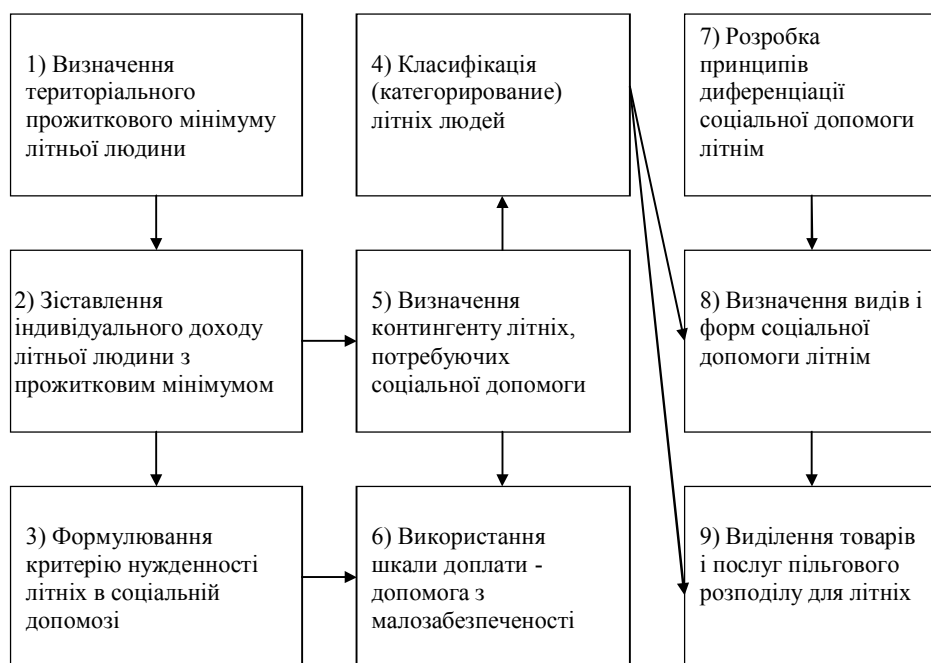 1) Визначення
територіального
прожиткового мінімуму
літньої людини
2) Зіставлення
індивідуального доходу
літньої людини з
прожитковим мінімумом
3) Формулювання
критерію нужденності
літніх в соціальній
допомозі
4) Класифікація
(категорирование)
літніх людей
5) Визначення
контингенту літніх,
потребуючих
соціальної допомоги
6) Використання
шкали доплати -
допомога з
малозабезпеченості
7) Розробка
принципів
диференціації
соціальної допомоги
літнім
8) Визначення видів і
форм соціальної
допомоги літнім
9) Виділення товарів
і послуг пільгового
розподілу для літніх